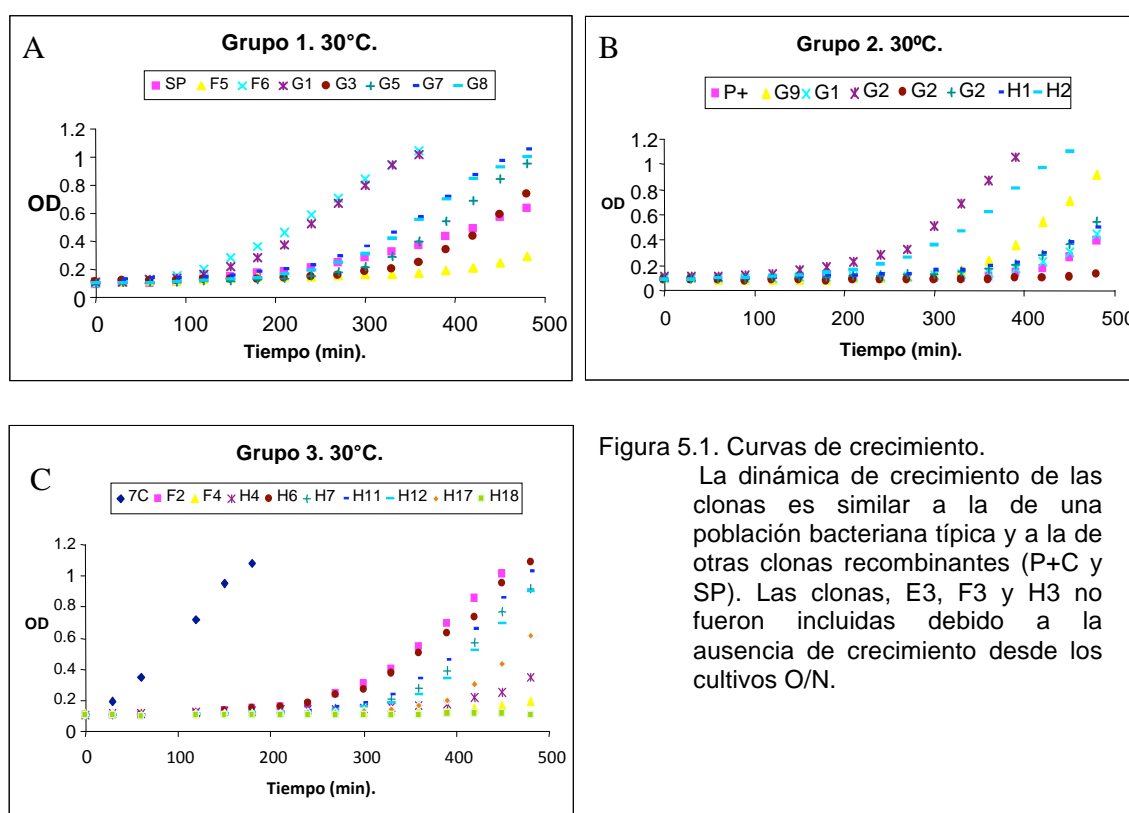 A
Grupo 1. 30°C.
SP F5 F6 G1 G3 G5 G7 G8
1.2
1
0.8
0.6
0.4
0.2
0
OD
0 100 200 300 400 500
Tiempo (min).
B
Grupo 2. 30ºC.
P+ G9 G1 G2 G2 G2 H1 H2
1.2
1
0.8
0.6
0.4
0.2
0
OD
0 100 200 300 400 500
Tiempo (min).
C
Grupo 3. 30°C.
7C F2 F4 H4 H6 H7 H11 H12 H17 H18
1.2
1
0.8
0.6
0.4
0.2
0
OD
0 100 200 300 400 500
Tiempo (min).
Figura 5.1. Curvas de crecimiento.
La dinámica de crecimiento de las
clonas es similar a la de una
población bacteriana típica y a la de
otras clonas recombinantes (P+C y
SP). Las clonas, E3, F3 y H3 no
fueron incluidas debido a la
ausencia de crecimiento desde los
cultivos O/N.